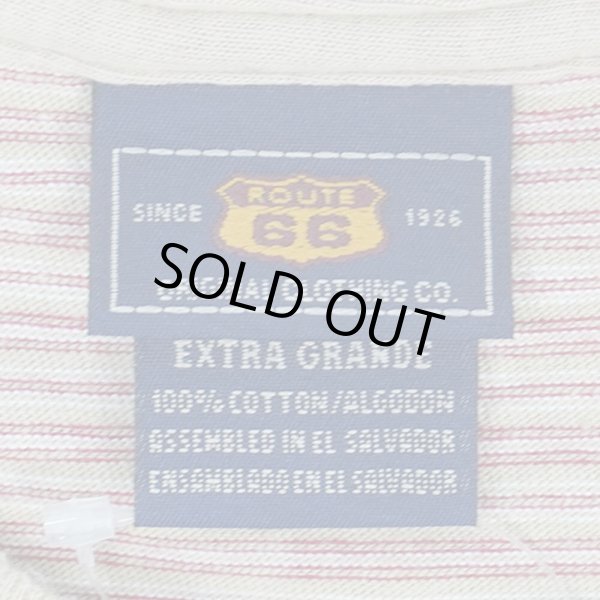 ROUTE
SINCE 66 1926
ORIGINAL CLOTHING CO.
SOLD OUT
EXTRA GRANDE
100% COTTON/ALGODON
ASSEMBLED IN EL SALVADOR
ENSAMBLADO EN EL SALVADOR